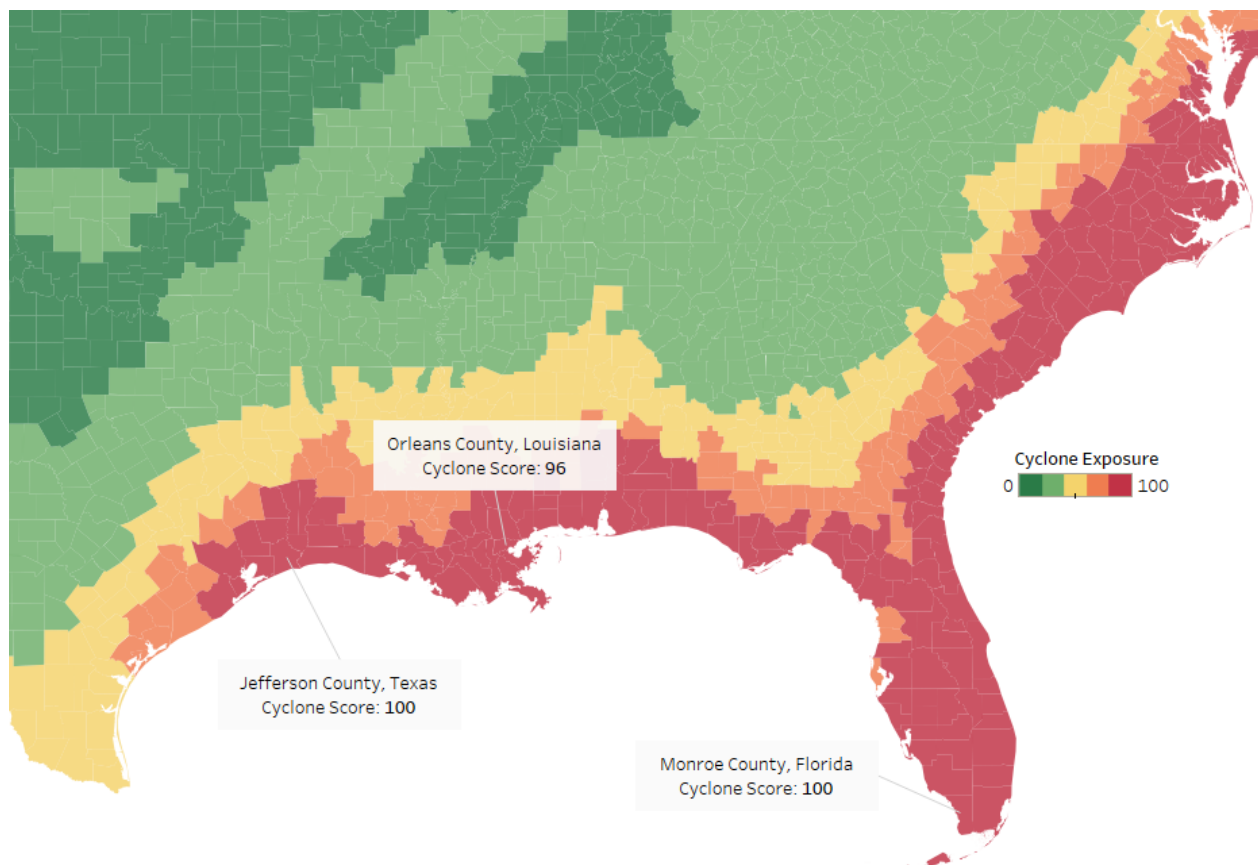 Orleans County, Louisiana
Cyclone Score: 96
Cyclone Exposure
0 100
Jefferson County, Texas
Cyclone Score: 100
Monroe County, Florida
Cyclone Score: 100